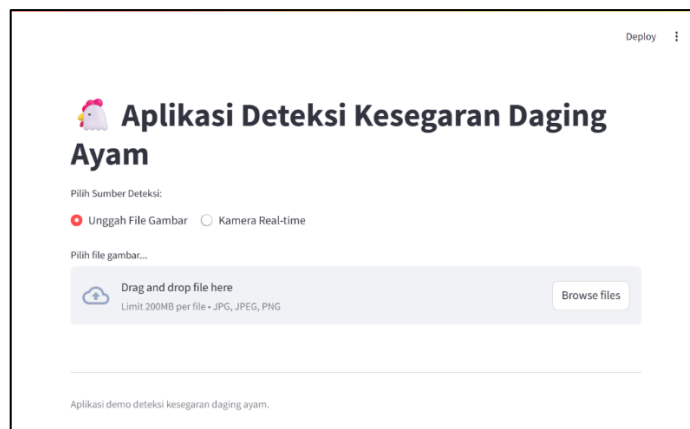 Deploy
Aplikasi Deteksi Kesegaran Daging
Ayam
Pilih Sumber Deteksi:
Unggah File Gambar Kamera Real-time
Pilih file gambar...
Drag and drop file here
Limit 200MB per file • JPG, JPEG, PNG
Browse files
Aplikasi demo deteksi kesegaran daging ayam.